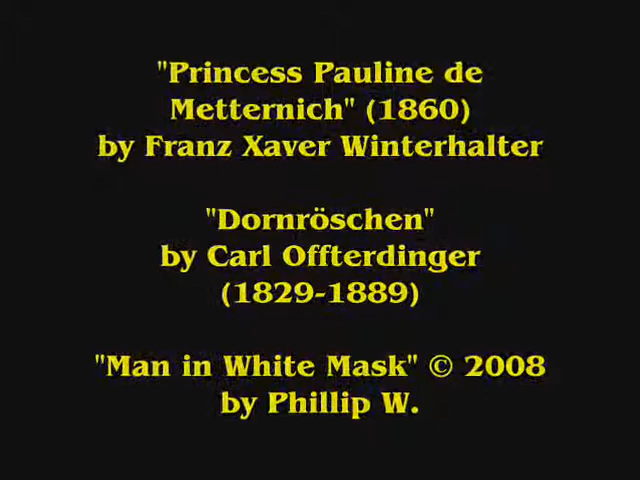 "Princess Pauline de
Metternich" (1860)
by Franz Xaver Winterhalter
"Dornröschen"
by Carl Offterdinger
(1829-1889)
"Man in White Mask" © 2008
by Phillip W.